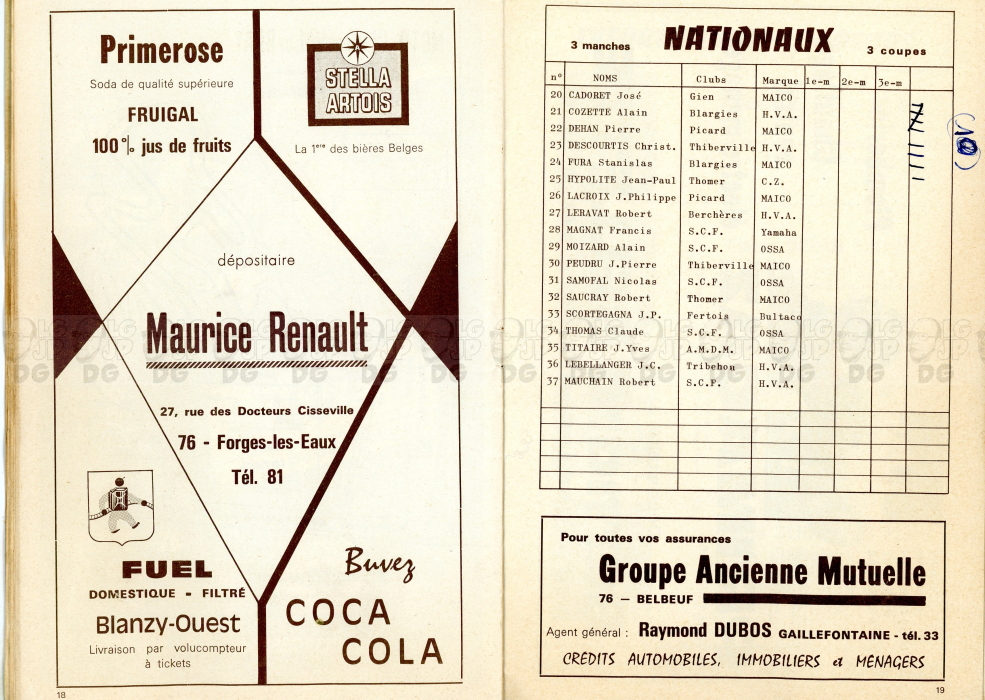 Primerose
Soda de qualité supérieure
FRUIGAL
100% jus de fruits
STELLA
ARTOIS
La 1ère des bières Belges
dépositaire
Maurice Renault
27, rue des Docteurs Cisseville
76 - Forges-les-Eaux
Tél. 81
FUEL
DOMESTIQUE - FILTRÉ
Blanzy-Ouest
Livraison par volucompteur
à tickets
Buvez
COCA
COLA
18
3 manches NATIONAUX 3 coupes
n° NOMS Clubs Marque 1e-m 2e-m 3e-m
20 CADORET José Gien MAICO
21 COZETTE Alain Blargies H.V.A.
22 DEHAN Pierre Picard MAICO
23 DESCOURTIS Christ. Thiberville H.V.A.
24 FURA Stanislas Blargies MAICO
25 HYPOLITE Jean-Paul Thomer C.Z.
26 LACROIX J.Philippe Picard MAICO
27 LERAVAT Robert Berchères H.V.A.
28 MAGNAT Francis S.C.F. Yamaha
29 MOIZARD Alain S.C.F. OSSA
30 PEUDRU J.Pierre Thiberville MAICO
31 SAMOFAL Nicolas S.C.F. OSSA
32 SAUCRAY Robert Thomer MAICO
33 SCORTEGAGNA J.P. Fertois Bultaco
34 THOMAS Claude S.C.F. OSSA
35 TITAIRE J.Yves A.M.D.M. MAICO
36 LEBELLANGER J.C. Tribehou H.V.A.
37 MAUCHAIN Robert S.C.F. H.V.A.
Pour toutes vos assurances
Groupe Ancienne Mutuelle
76 - BELBEUF
Agent général : Raymond DUBOS GAILLEFONTAINE - tél. 33
CRÉDITS AUTOMOBILES, IMMOBILIERS et MÉNAGERS
19